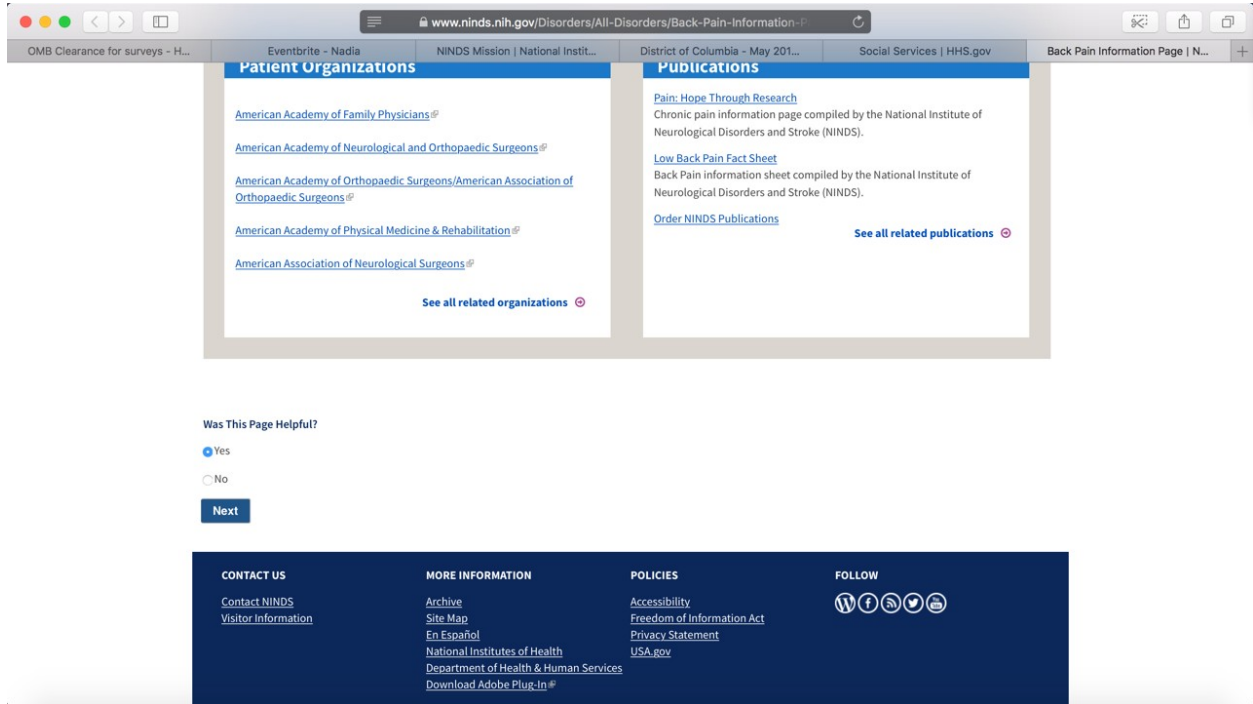 www.ninds.nih.gov/Disorders/All-Disorders/Back-Pain-Information-P
OMB Clearance for surveys - H...
Eventbrite - Nadia
NINDS Mission | National Instit...
District of Columbia - May 201...
Social Services | HHS.gov
Back Pain Information Page | N...
Patient Organizations
American Academy of Family Physicians
American Academy of Neurological and Orthopaedic Surgeons
American Academy of Orthopaedic Surgeons/American Association of
Orthopaedic Surgeons
American Academy of Physical Medicine & Rehabilitation
American Association of Neurological Surgeons
See all related organizations
Publications
Pain: Hope Through Research
Chronic pain information page compiled by the National Institute of
Neurological Disorders and Stroke (NINDS).
Low Back Pain Fact Sheet
Back Pain information sheet compiled by the National Institute of
Neurological Disorders and Stroke (NINDS).
Order NINDS Publications
See all related publications
Was This Page Helpful?
Yes
No
Next
CONTACT US
Contact NINDS
Visitor Information
MORE INFORMATION
Archive
Site Map
En Español
National Institutes of Health
Department of Health & Human Services
Download Adobe Plug-In
POLICIES
Accessibility
Freedom of Information Act
Privacy Statement
USA.gov
FOLLOW